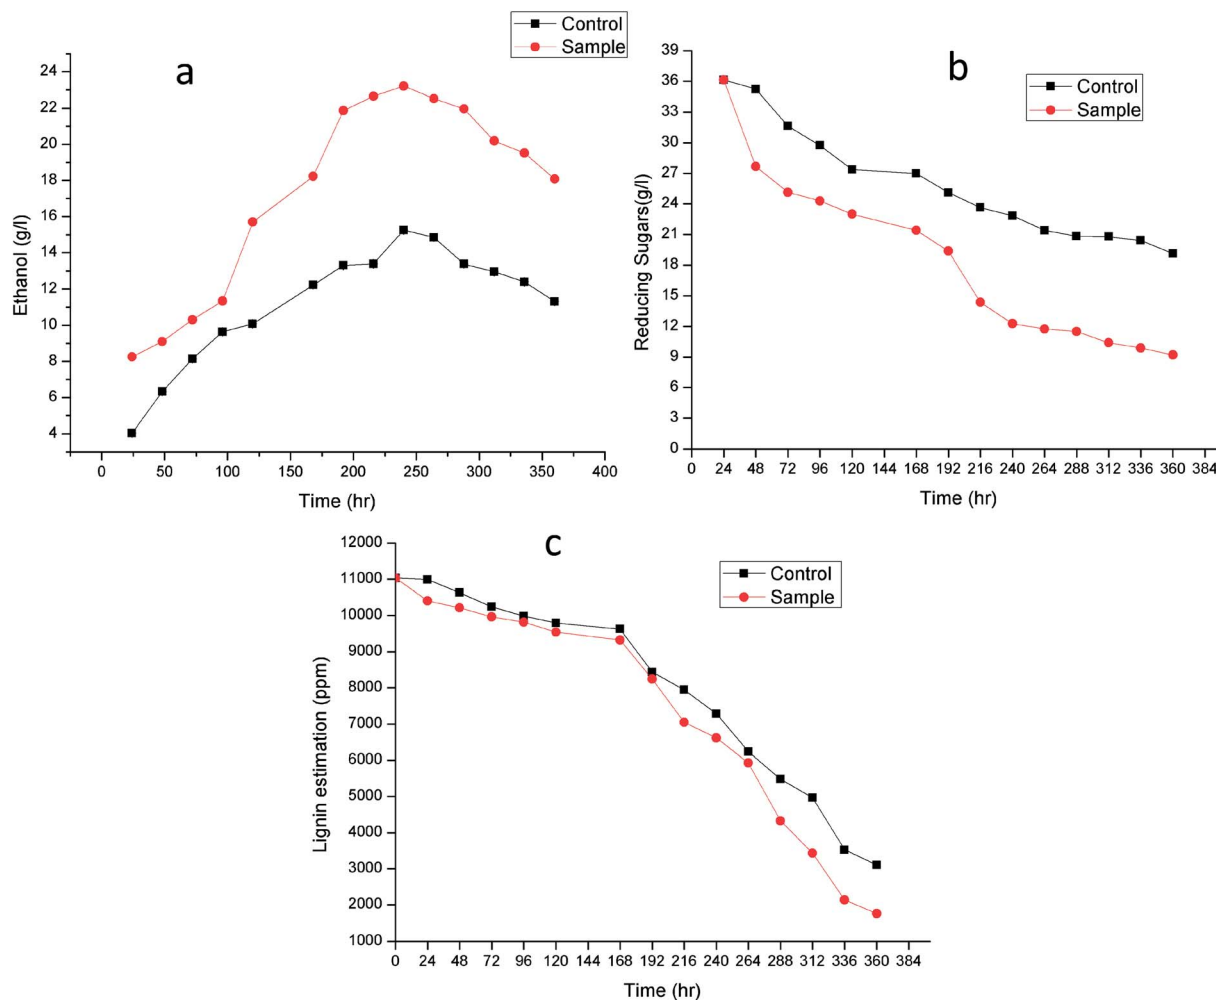 Control
Sample
a
24
22
20
18
16
14
12
10
8
6
4
Ethanol (g/l)
0 50 100 150 200 250 300 350 400
Time (hr)
b
Control
Sample
39
36
33
30
27
24
21
18
15
12
9
6
3
0
Reducing Sugars(g/l)
0 24 48 72 96 120 144 168 192 216 240 264 288 312 336 360 384
Time (hr)
c
Control
Sample
12000
11000
10000
9000
8000
7000
6000
5000
4000
3000
2000
1000
Lignin estimation (ppm)
0 24 48 72 96 120 144 168 192 216 240 264 288 312 336 360 384
Time (hr)